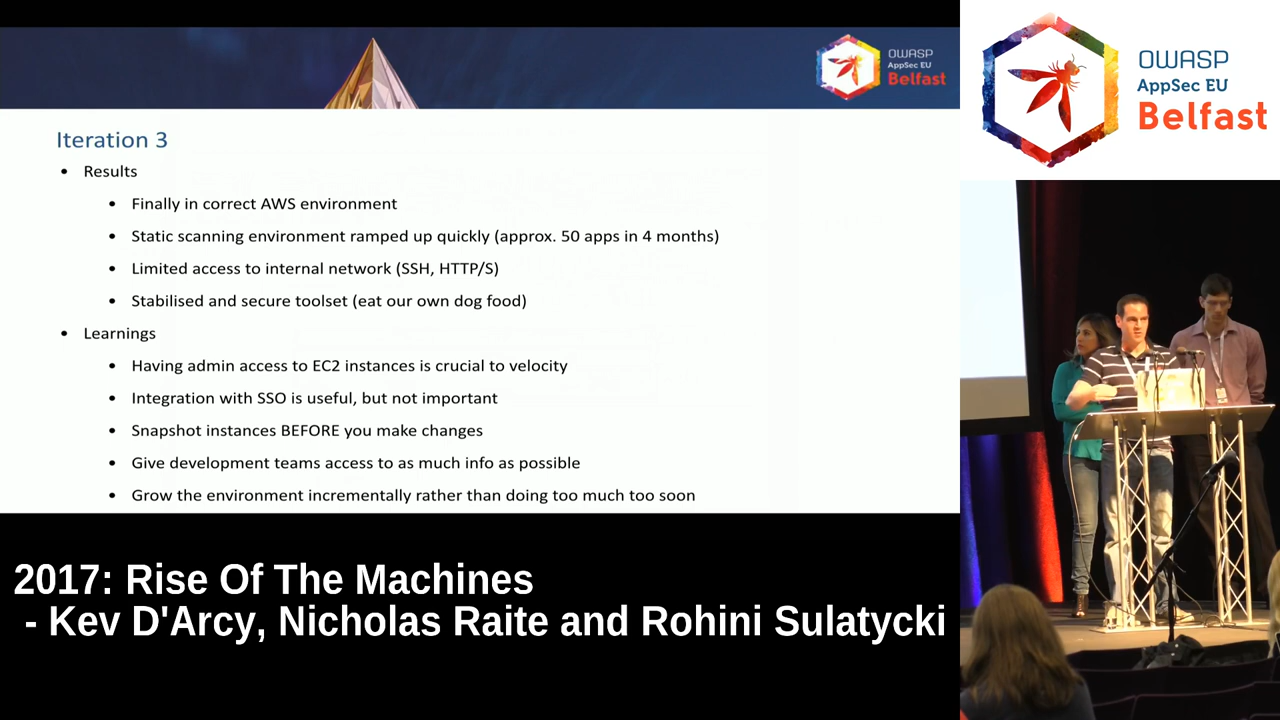 OWASP
AppSec EU
Belfast
Iteration 3
• Results
• Finally in correct AWS environment
• Static scanning environment ramped up quickly (approx. 50 apps in 4 months)
• Limited access to internal network (SSH, HTTP/S)
• Stabilised and secure toolset (eat our own dog food)
• Learnings
• Having admin access to EC2 instances is crucial to velocity
• Integration with SSO is useful, but not important
• Snapshot instances BEFORE you make changes
• Give development teams access to as much info as possible
• Grow the environment incrementally rather than doing too much too soon
2017: Rise Of The Machines
- Kev D'Arcy, Nicholas Raite and Rohini Sulatycki
OWASP
AppSec EU
Belfast